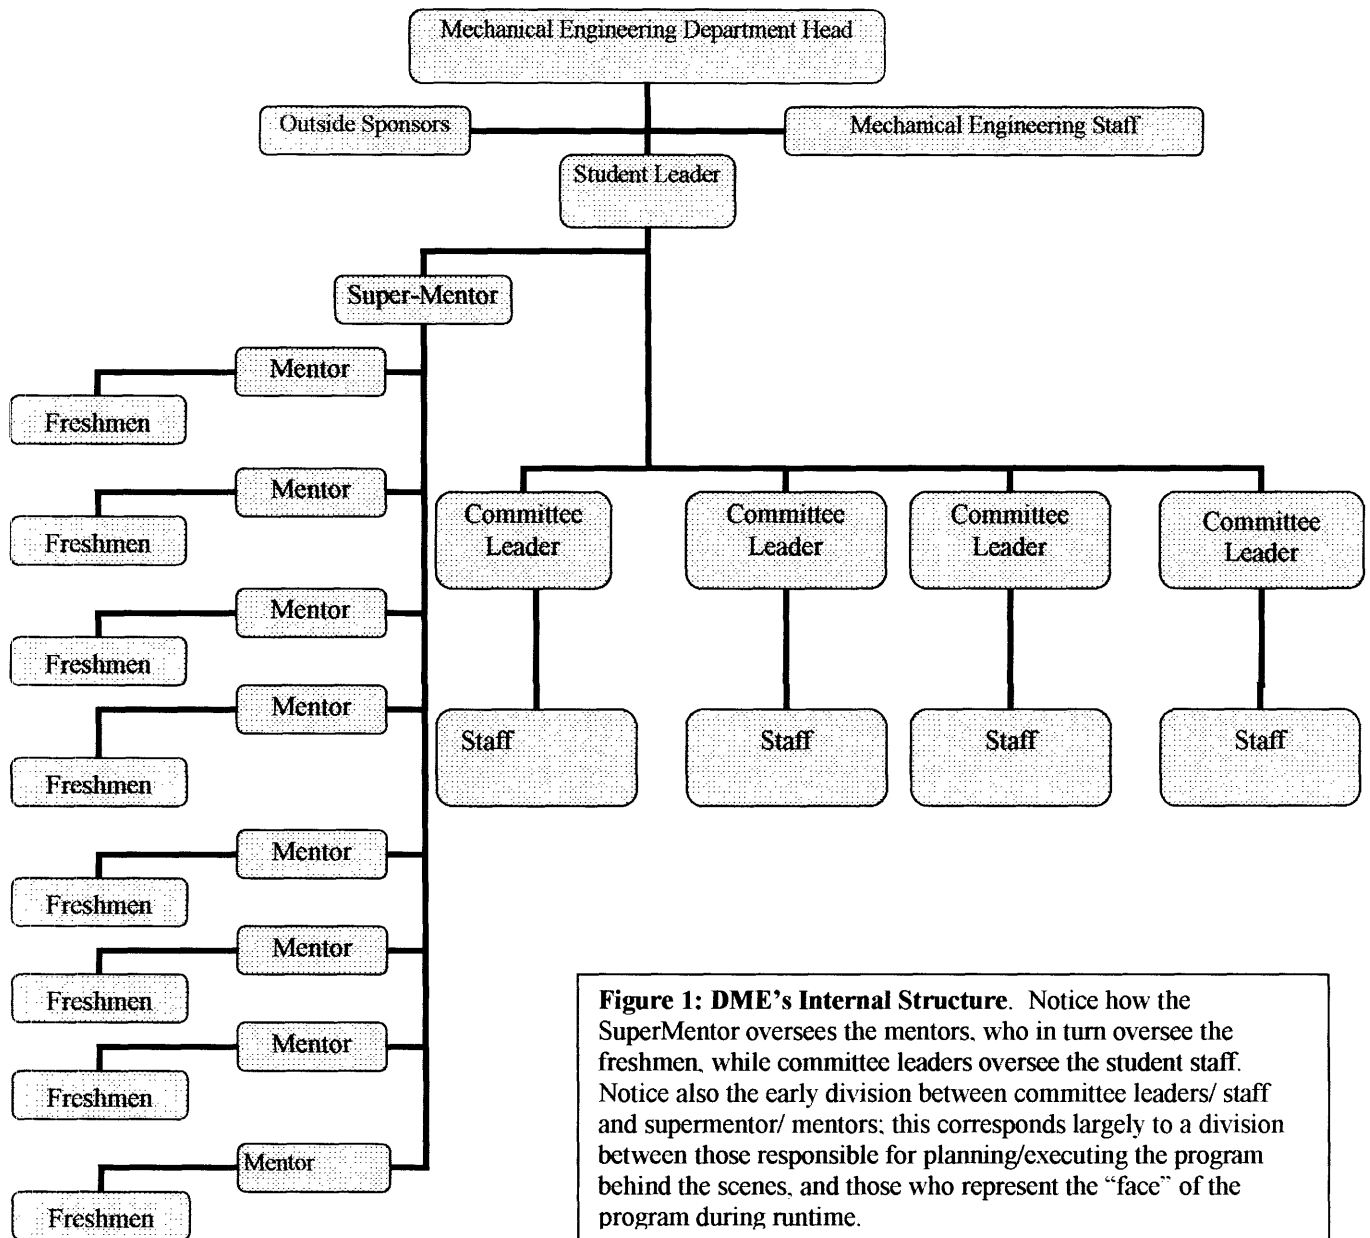 Mechanical Engineering Department Head
Outside Sponsors
Mechanical Engineering Staff
Student Leader
Super-Mentor
Mentor
Freshmen
Mentor
Freshmen
Mentor
Freshmen
Mentor
Freshmen
Mentor
Freshmen
Mentor
Freshmen
Mentor
Freshmen
Mentor
Freshmen
Committee
Leader
Committee
Leader
Committee
Leader
Committee
Leader
Staff
Staff
Staff
Staff
Figure 1: DME's Internal Structure. Notice how the
SuperMentor oversees the mentors, who in turn oversee the
freshmen, while committee leaders oversee the student staff.
Notice also the early division between committee leaders/ staff
and supermentor/ mentors; this corresponds largely to a division
between those responsible for planning/executing the program
behind the scenes, and those who represent the "face" of the
program during runtime.